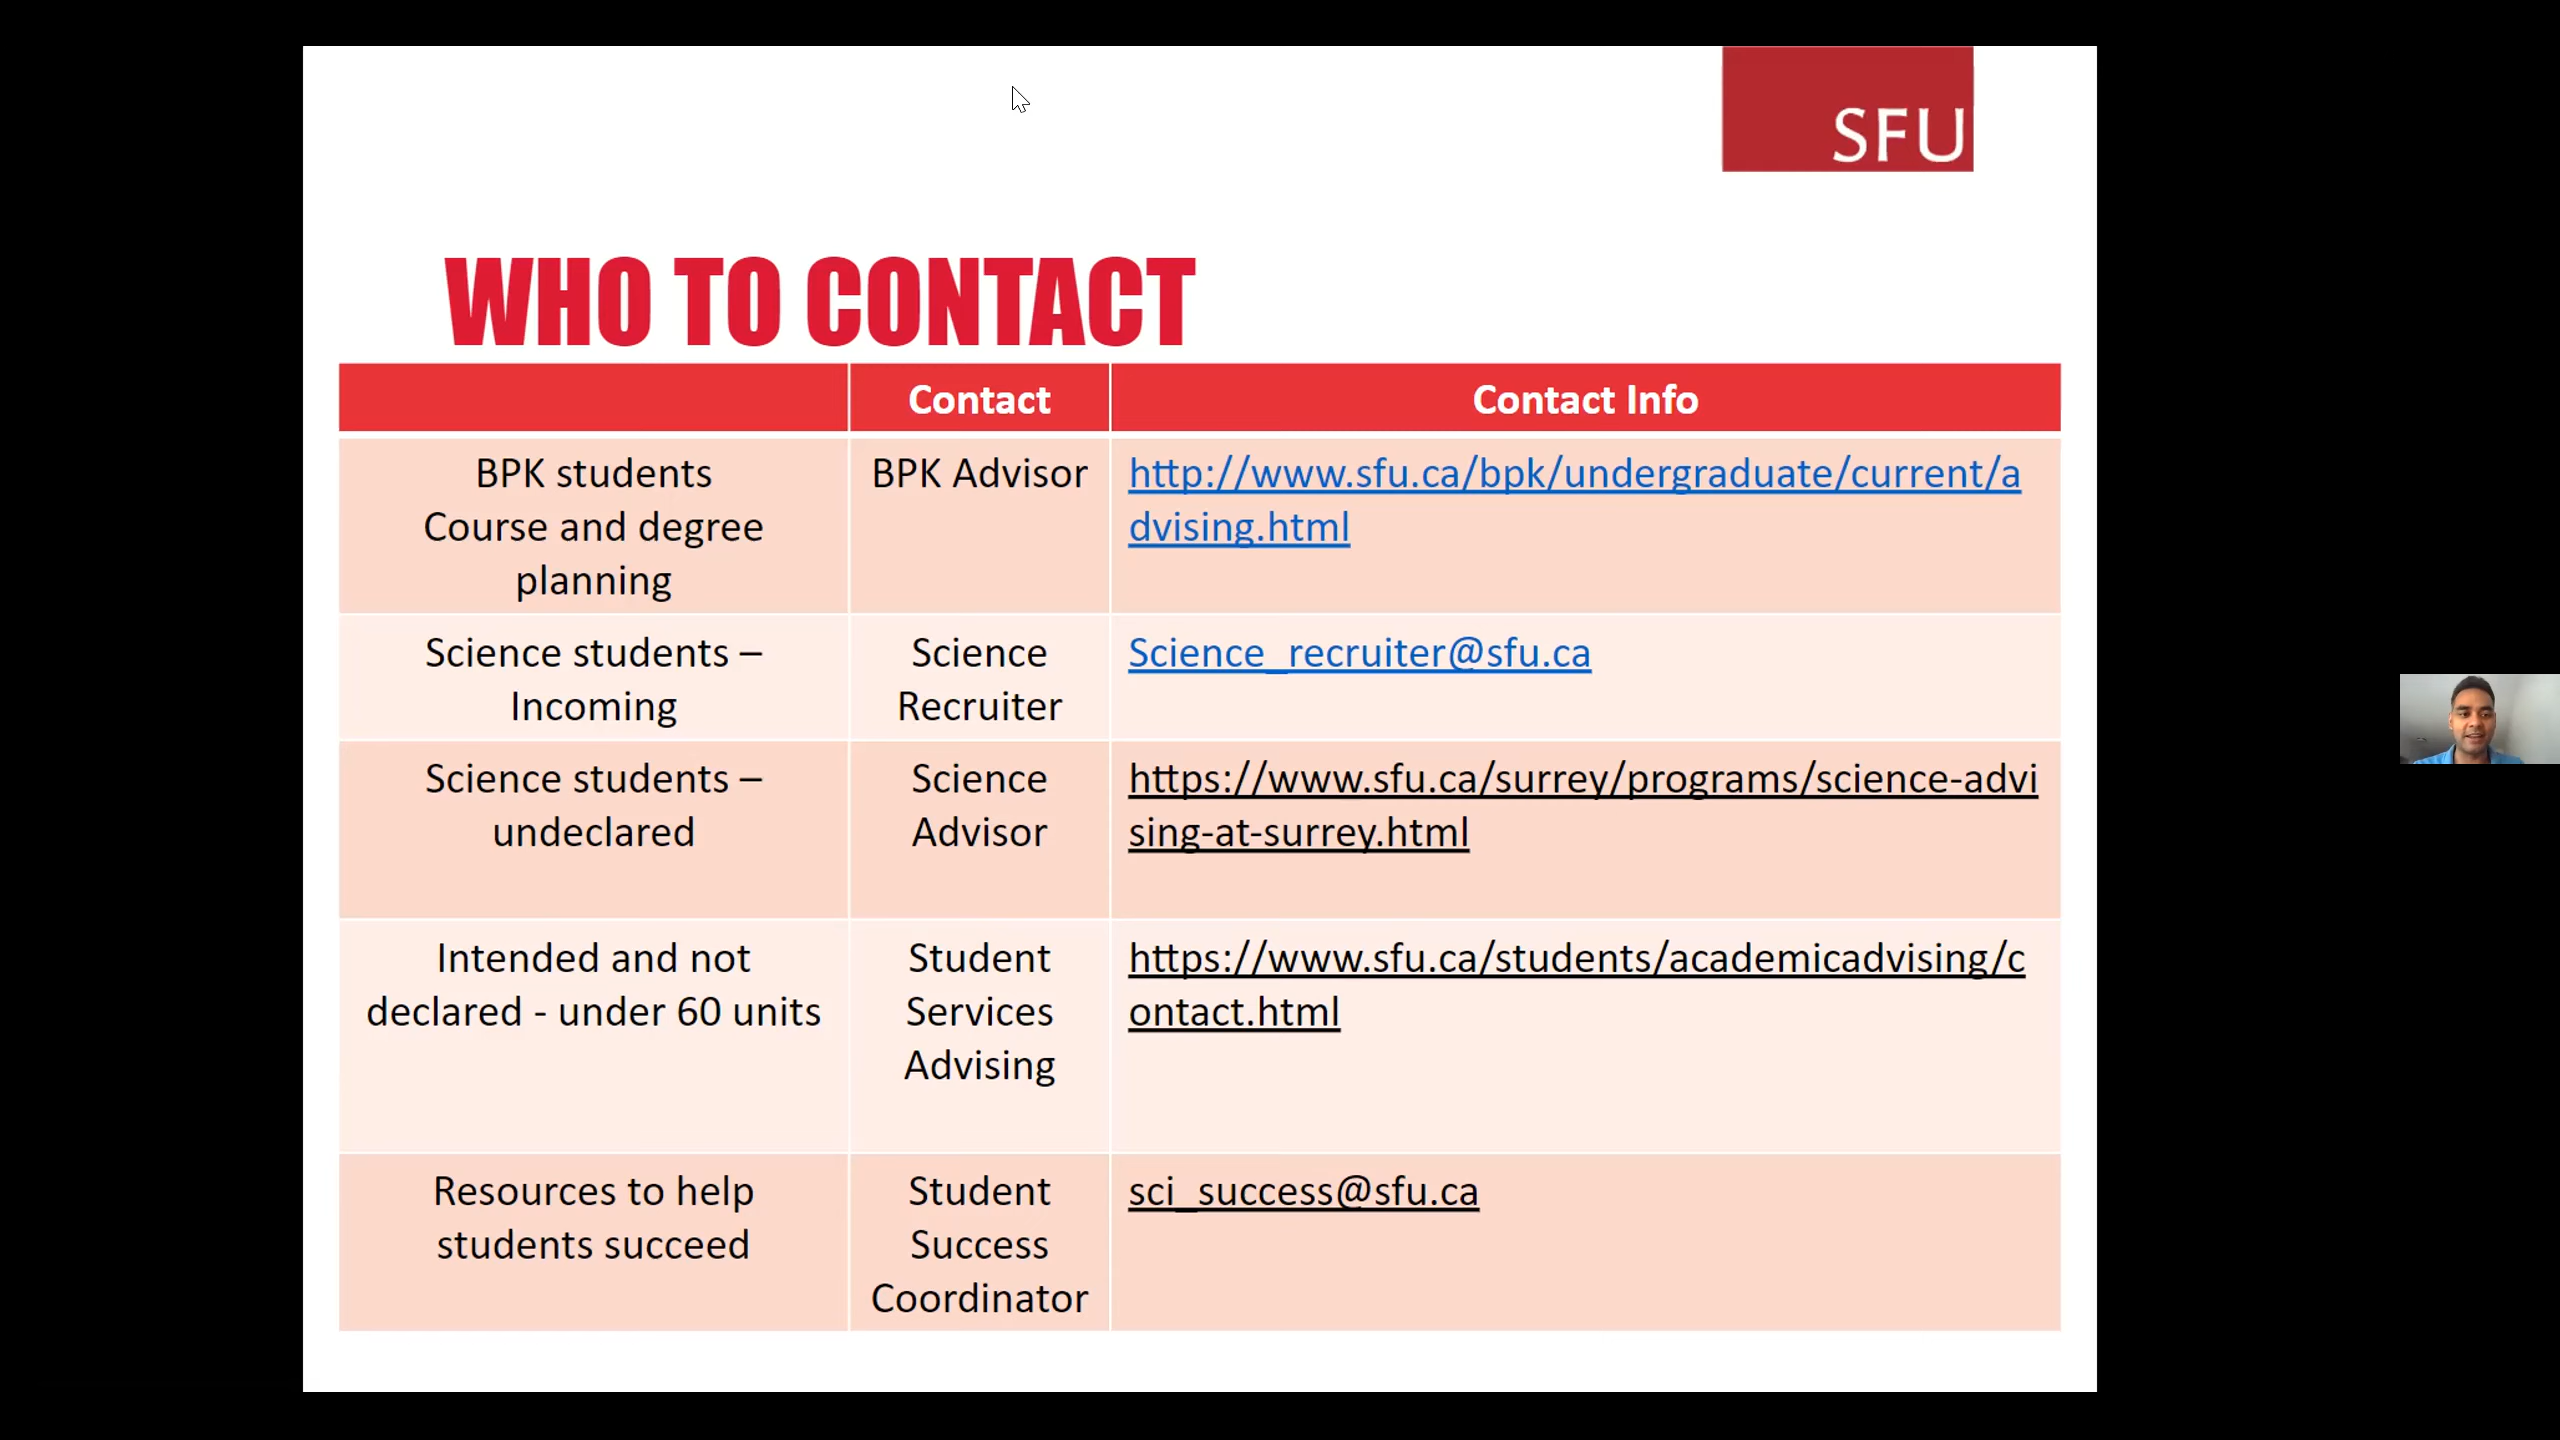 SFU
WHO TO CONTACT
Contact
Contact Info
BPK students
Course and degree
planning
BPK Advisor
http://www.sfu.ca/bpk/undergraduate/current/a
dvising.html
Science students –
Incoming
Science
Recruiter
Science_recruiter@sfu.ca
Science students –
undeclared
Science
Advisor
https://www.sfu.ca/surrey/programs/science-advi
sing-at-surrey.html
Intended and not
declared - under 60 units
Student
Services
Advising
https://www.sfu.ca/students/academicadvising/c
ontact.html
Resources to help
students succeed
Student
Success
Coordinator
sci_success@sfu.ca